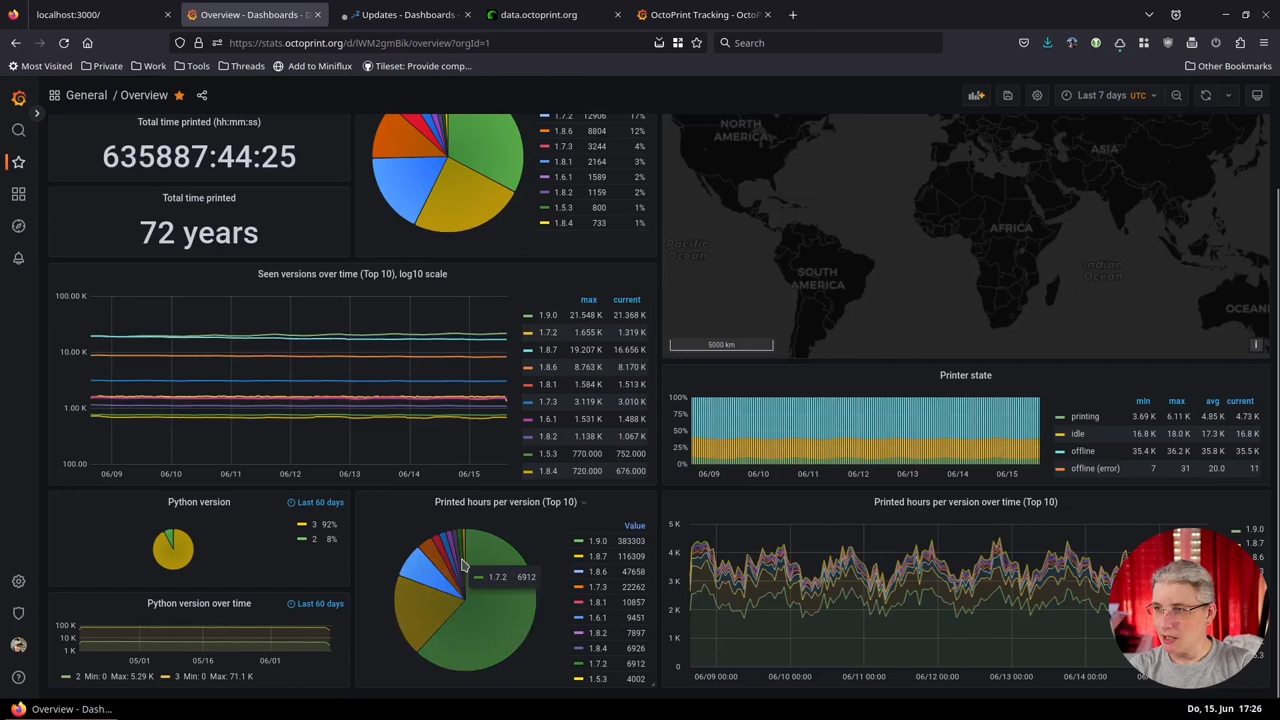 localhost:3000/
Overview - Dashboards - D
Updates - Dashboards -
data.octoprint.org
OctoPrint Tracking - OctoP
https://stats.octoprint.org/d/lWM2gmBik/overview?orgId=1
Search
Most Visited
Private
Work
Tools
Threads
Add to Miniflux
Tileset: Provide comp...
Other Bookmarks
General / Overview
Last 7 days UTC
Total time printed (hh:mm:ss)
635887:44:25
Total time printed
72 years
1.7.2 12906 17%
1.8.6 8804 12%
1.7.3 3244 4%
1.8.1 2164 3%
1.6.1 1589 2%
1.8.2 1159 2%
1.5.3 800 1%
1.8.4 733 1%
NORTH AMERICA
ASIA
AFRICA
Pacific Ocean
SOUTH AMERICA
Indian Ocean
OCEANI
5000 km
Seen versions over time (Top 10), log10 scale
100.00 K
10.00 K
1.00 K
100.00
06/09 06/10 06/11 06/12 06/13 06/14 06/15
max current
1.9.0 21.548 K 21.368 K
1.7.2 1.655 K 1.319 K
1.8.7 19.207 K 16.656 K
1.8.6 8.763 K 8.170 K
1.8.1 1.584 K 1.513 K
1.7.3 3.119 K 3.010 K
1.6.1 1.531 K 1.488 K
1.8.2 1.138 K 1.067 K
1.5.3 770.000 752.000
1.8.4 720.000 676.000
Printer state
100%
75%
50%
25%
0%
06/09 06/10 06/11 06/12 06/13 06/14 06/15
min max avg current
printing 3.69 K 6.11 K 4.85 K 4.73 K
idle 16.8 K 18.0 K 17.3 K 16.8 K
offline 35.4 K 36.2 K 35.8 K 35.5 K
offline (error) 7 31 20.0 11
Python version
Last 60 days
3 92%
2 8%
Python version over time
Last 60 days
100 K
10 K
1 K
05/01 05/16 06/01
2 Min: 0 Max: 5.29 K 3 Min: 0 Max: 71.1 K
Printed hours per version (Top 10)
1.7.2 6912
Value
1.9.0 383303
1.8.7 116309
1.8.6 47658
1.7.3 22262
1.8.1 10857
1.6.1 9451
1.8.2 7897
1.8.4 6926
1.7.2 6912
1.5.3 4002
Printed hours per version over time (Top 10)
5 K
4 K
3 K
2 K
1 K
0
06/09 00:00 06/10 00:00 06/11 00:00 06/12 00:00 06/13 00:00 06/14 00:00
1.9.0
1.8.7
Overview - Dash...
Do, 15. Jun 17:26